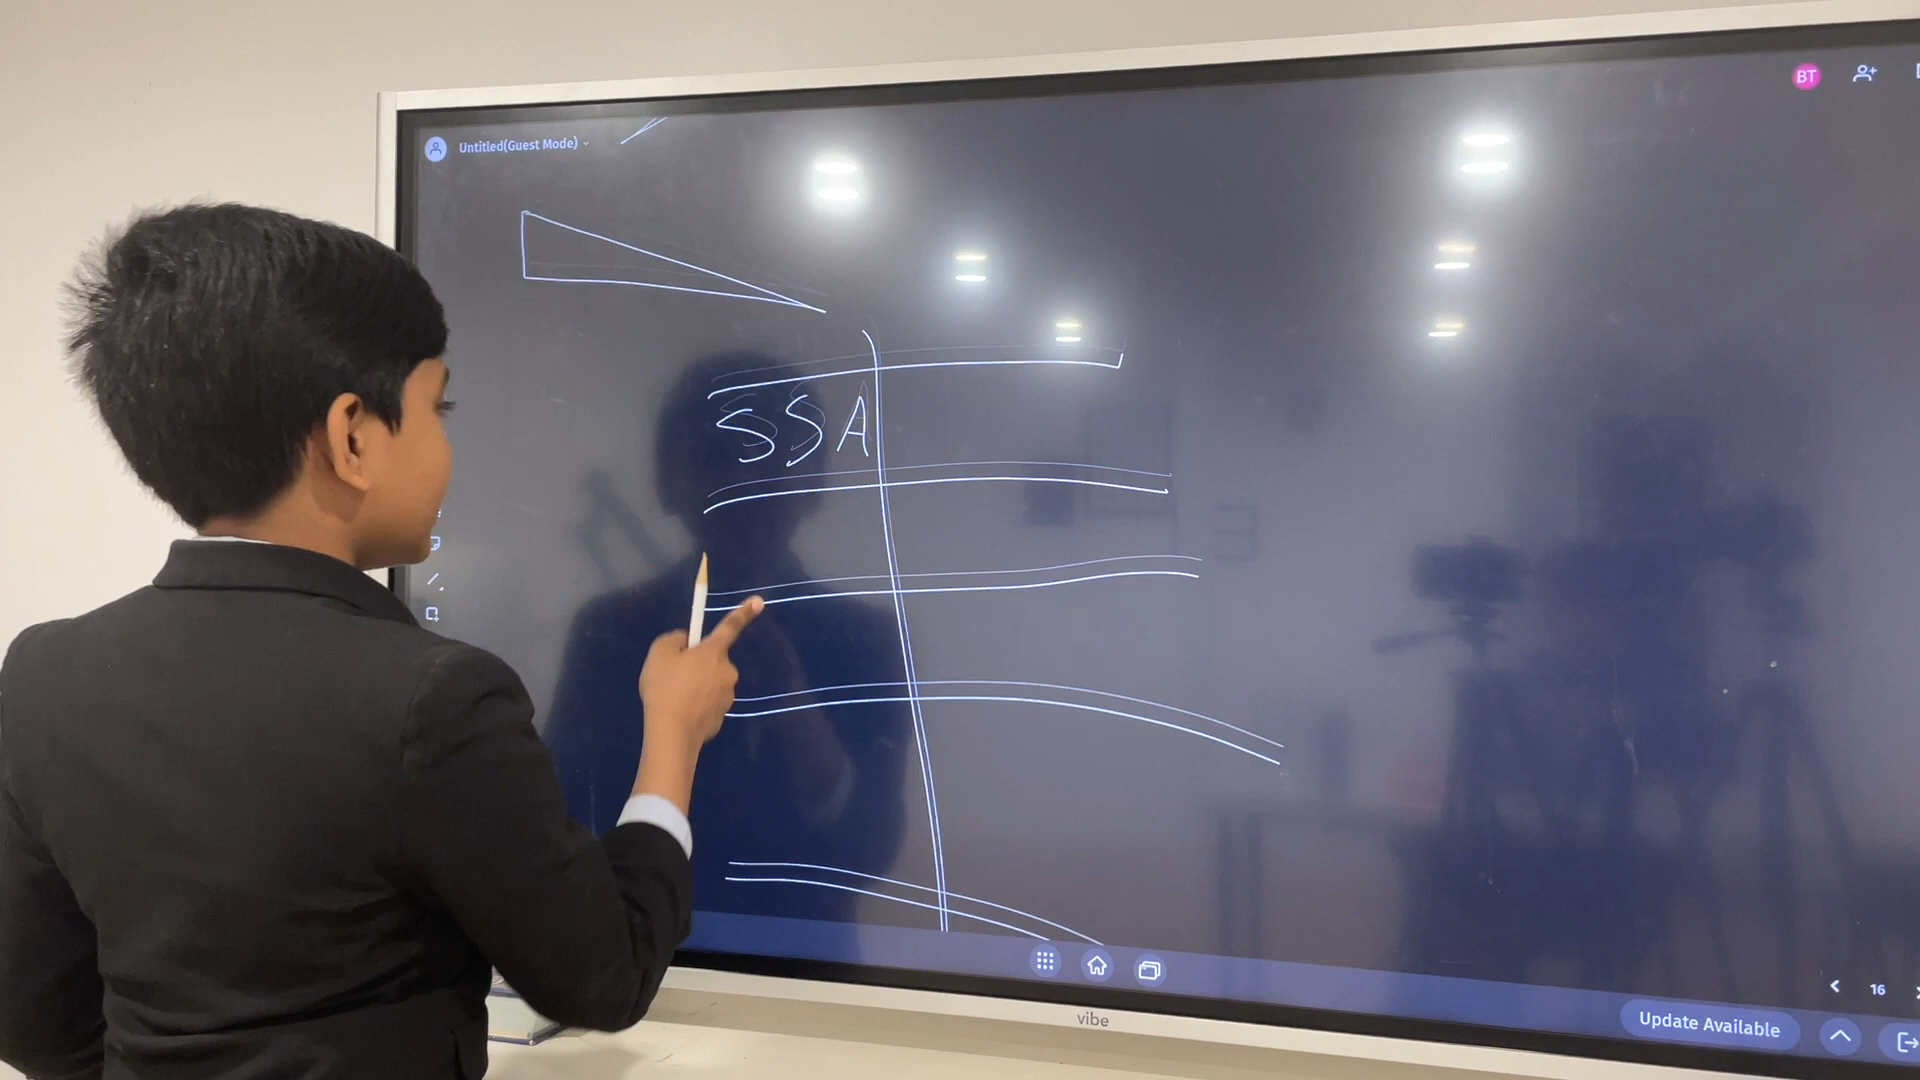 BT
Untitled(Guest Mode)
SSA
16
Update Available
vibe